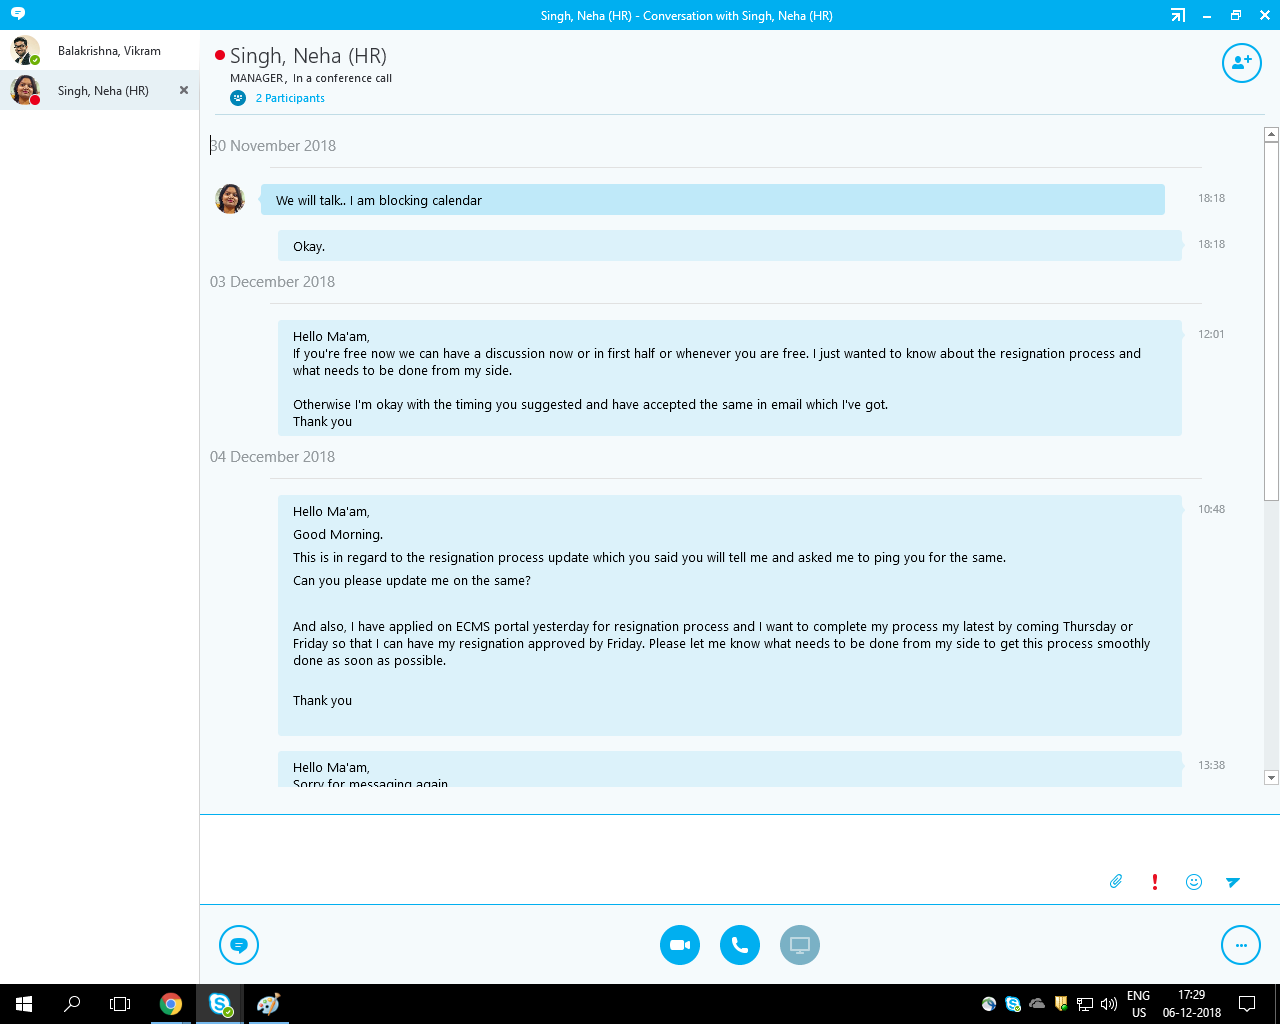 Singh, Neha (HR) - Conversation with Singh, Neha (HR)
Balakrishna, Vikram
Singh, Neha (HR)
Singh, Neha (HR)
MANAGER, In a conference call
2 Participants
30 November 2018
We will talk.. I am blocking calendar 18:18
Okay. 18:18
03 December 2018
Hello Ma'am, 12:01
If you're free now we can have a discussion now or in first half or whenever you are free. I just wanted to know about the resignation process and
what needs to be done from my side.
Otherwise I'm okay with the timing you suggested and have accepted the same in email which I've got.
Thank you
04 December 2018
Hello Ma'am, 10:48
Good Morning.
This is in regard to the resignation process update which you said you will tell me and asked me to ping you for the same.
Can you please update me on the same?
And also, I have applied on ECMS portal yesterday for resignation process and I want to complete my process my latest by coming Thursday or
Friday so that I can have my resignation approved by Friday. Please let me know what needs to be done from my side to get this process smoothly
done as soon as possible.
Thank you
Hello Ma'am, 13:38
Sorry for messaging again
ENG 17:29
US 06-12-2018